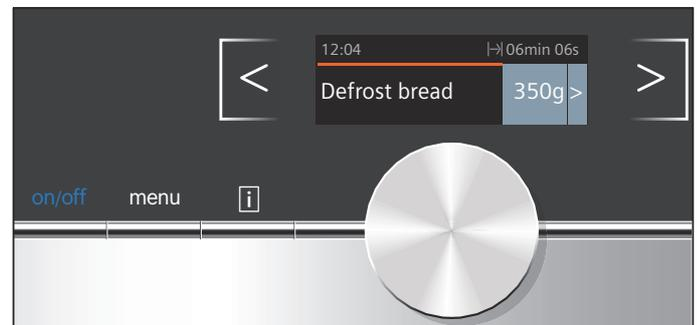 12:04 06min 06s
Defrost bread 350g >
< >
on/off menu i